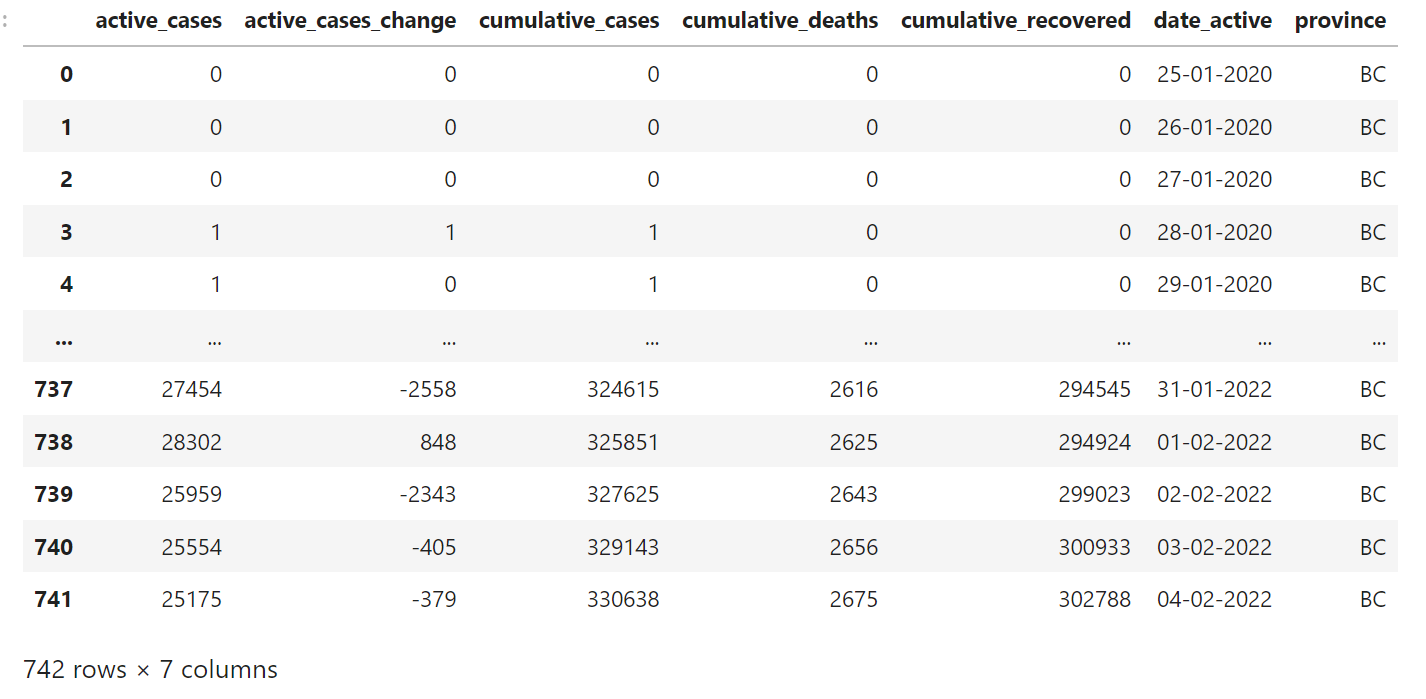 : active_cases active_cases_change cumulative_cases cumulative_deaths cumulative_recovered date_active province
0 0 0 0 0 0 25-01-2020 BC
1 0 0 0 0 0 26-01-2020 BC
2 0 0 0 0 0 27-01-2020 BC
3 1 1 1 0 0 28-01-2020 BC
4 1 0 1 0 0 29-01-2020 BC
... ... ... ... ... ... ... ...
737 27454 -2558 324615 2616 294545 31-01-2022 BC
738 28302 848 325851 2625 294924 01-02-2022 BC
739 25959 -2343 327625 2643 299023 02-02-2022 BC
740 25554 -405 329143 2656 300933 03-02-2022 BC
741 25175 -379 330638 2675 302788 04-02-2022 BC
742 rows × 7 columns